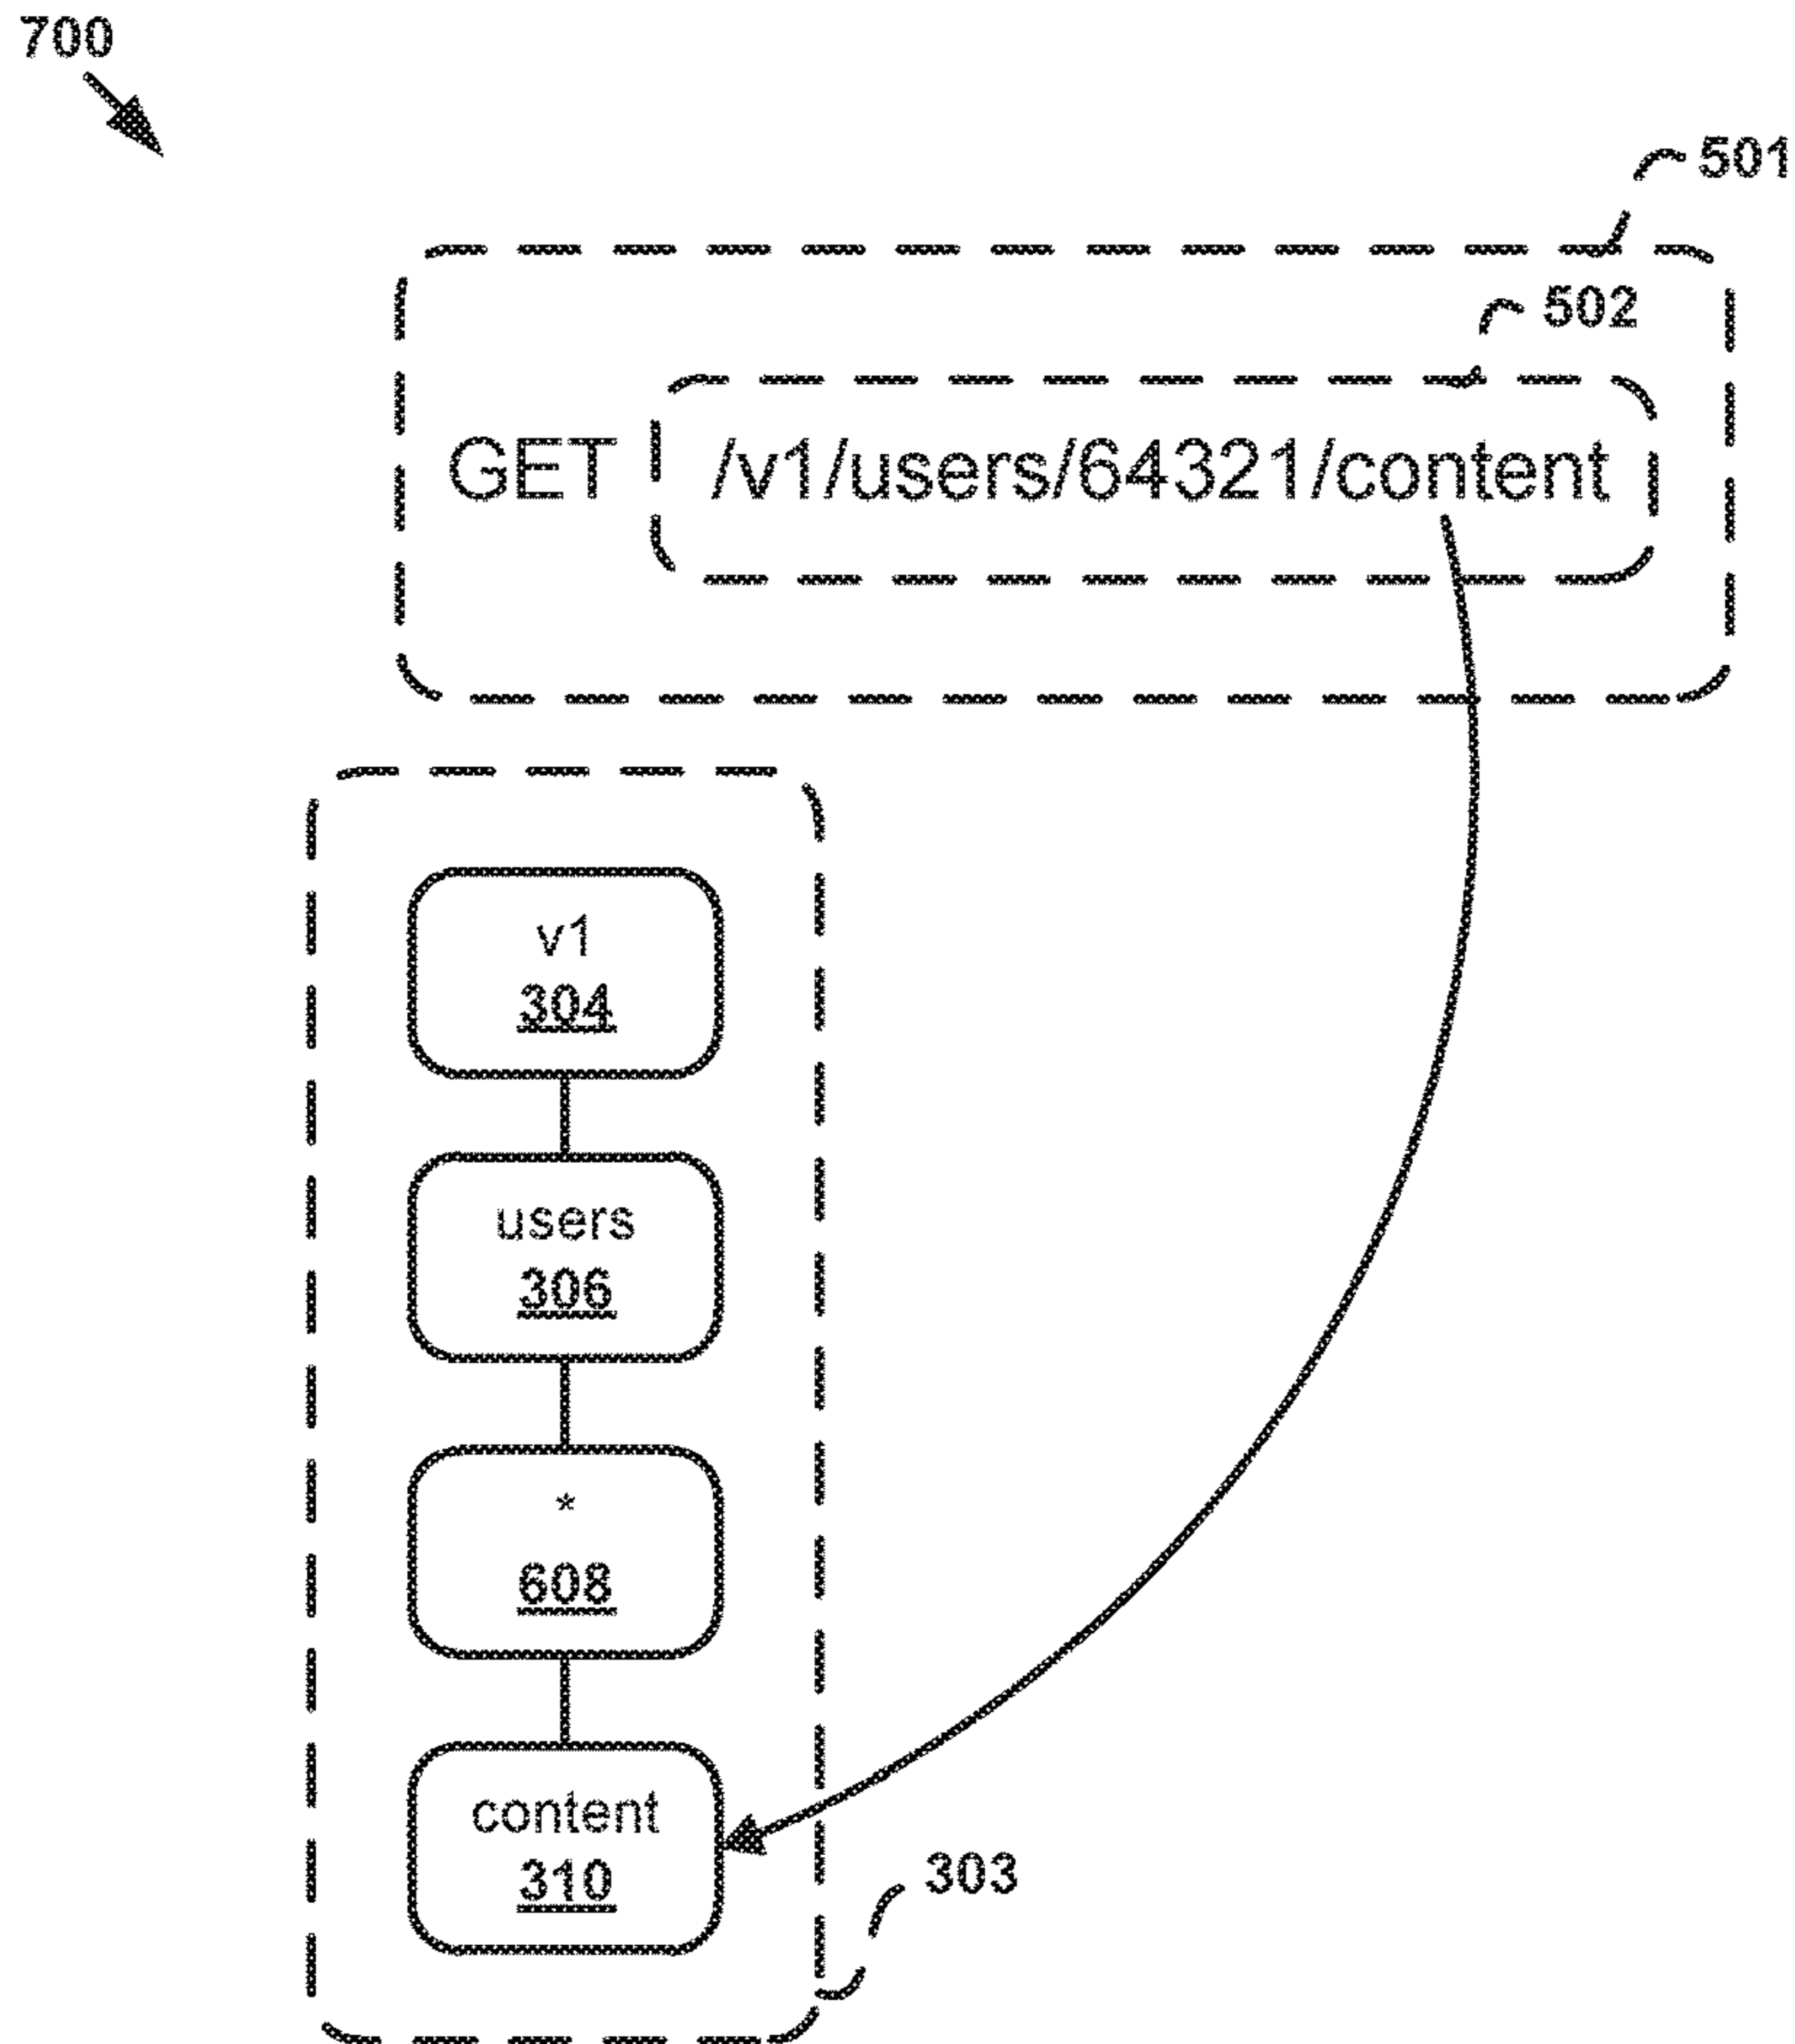 700
501
502
GET /v1/users/64321/content
v1
304
users
306
*
608
content
310
303